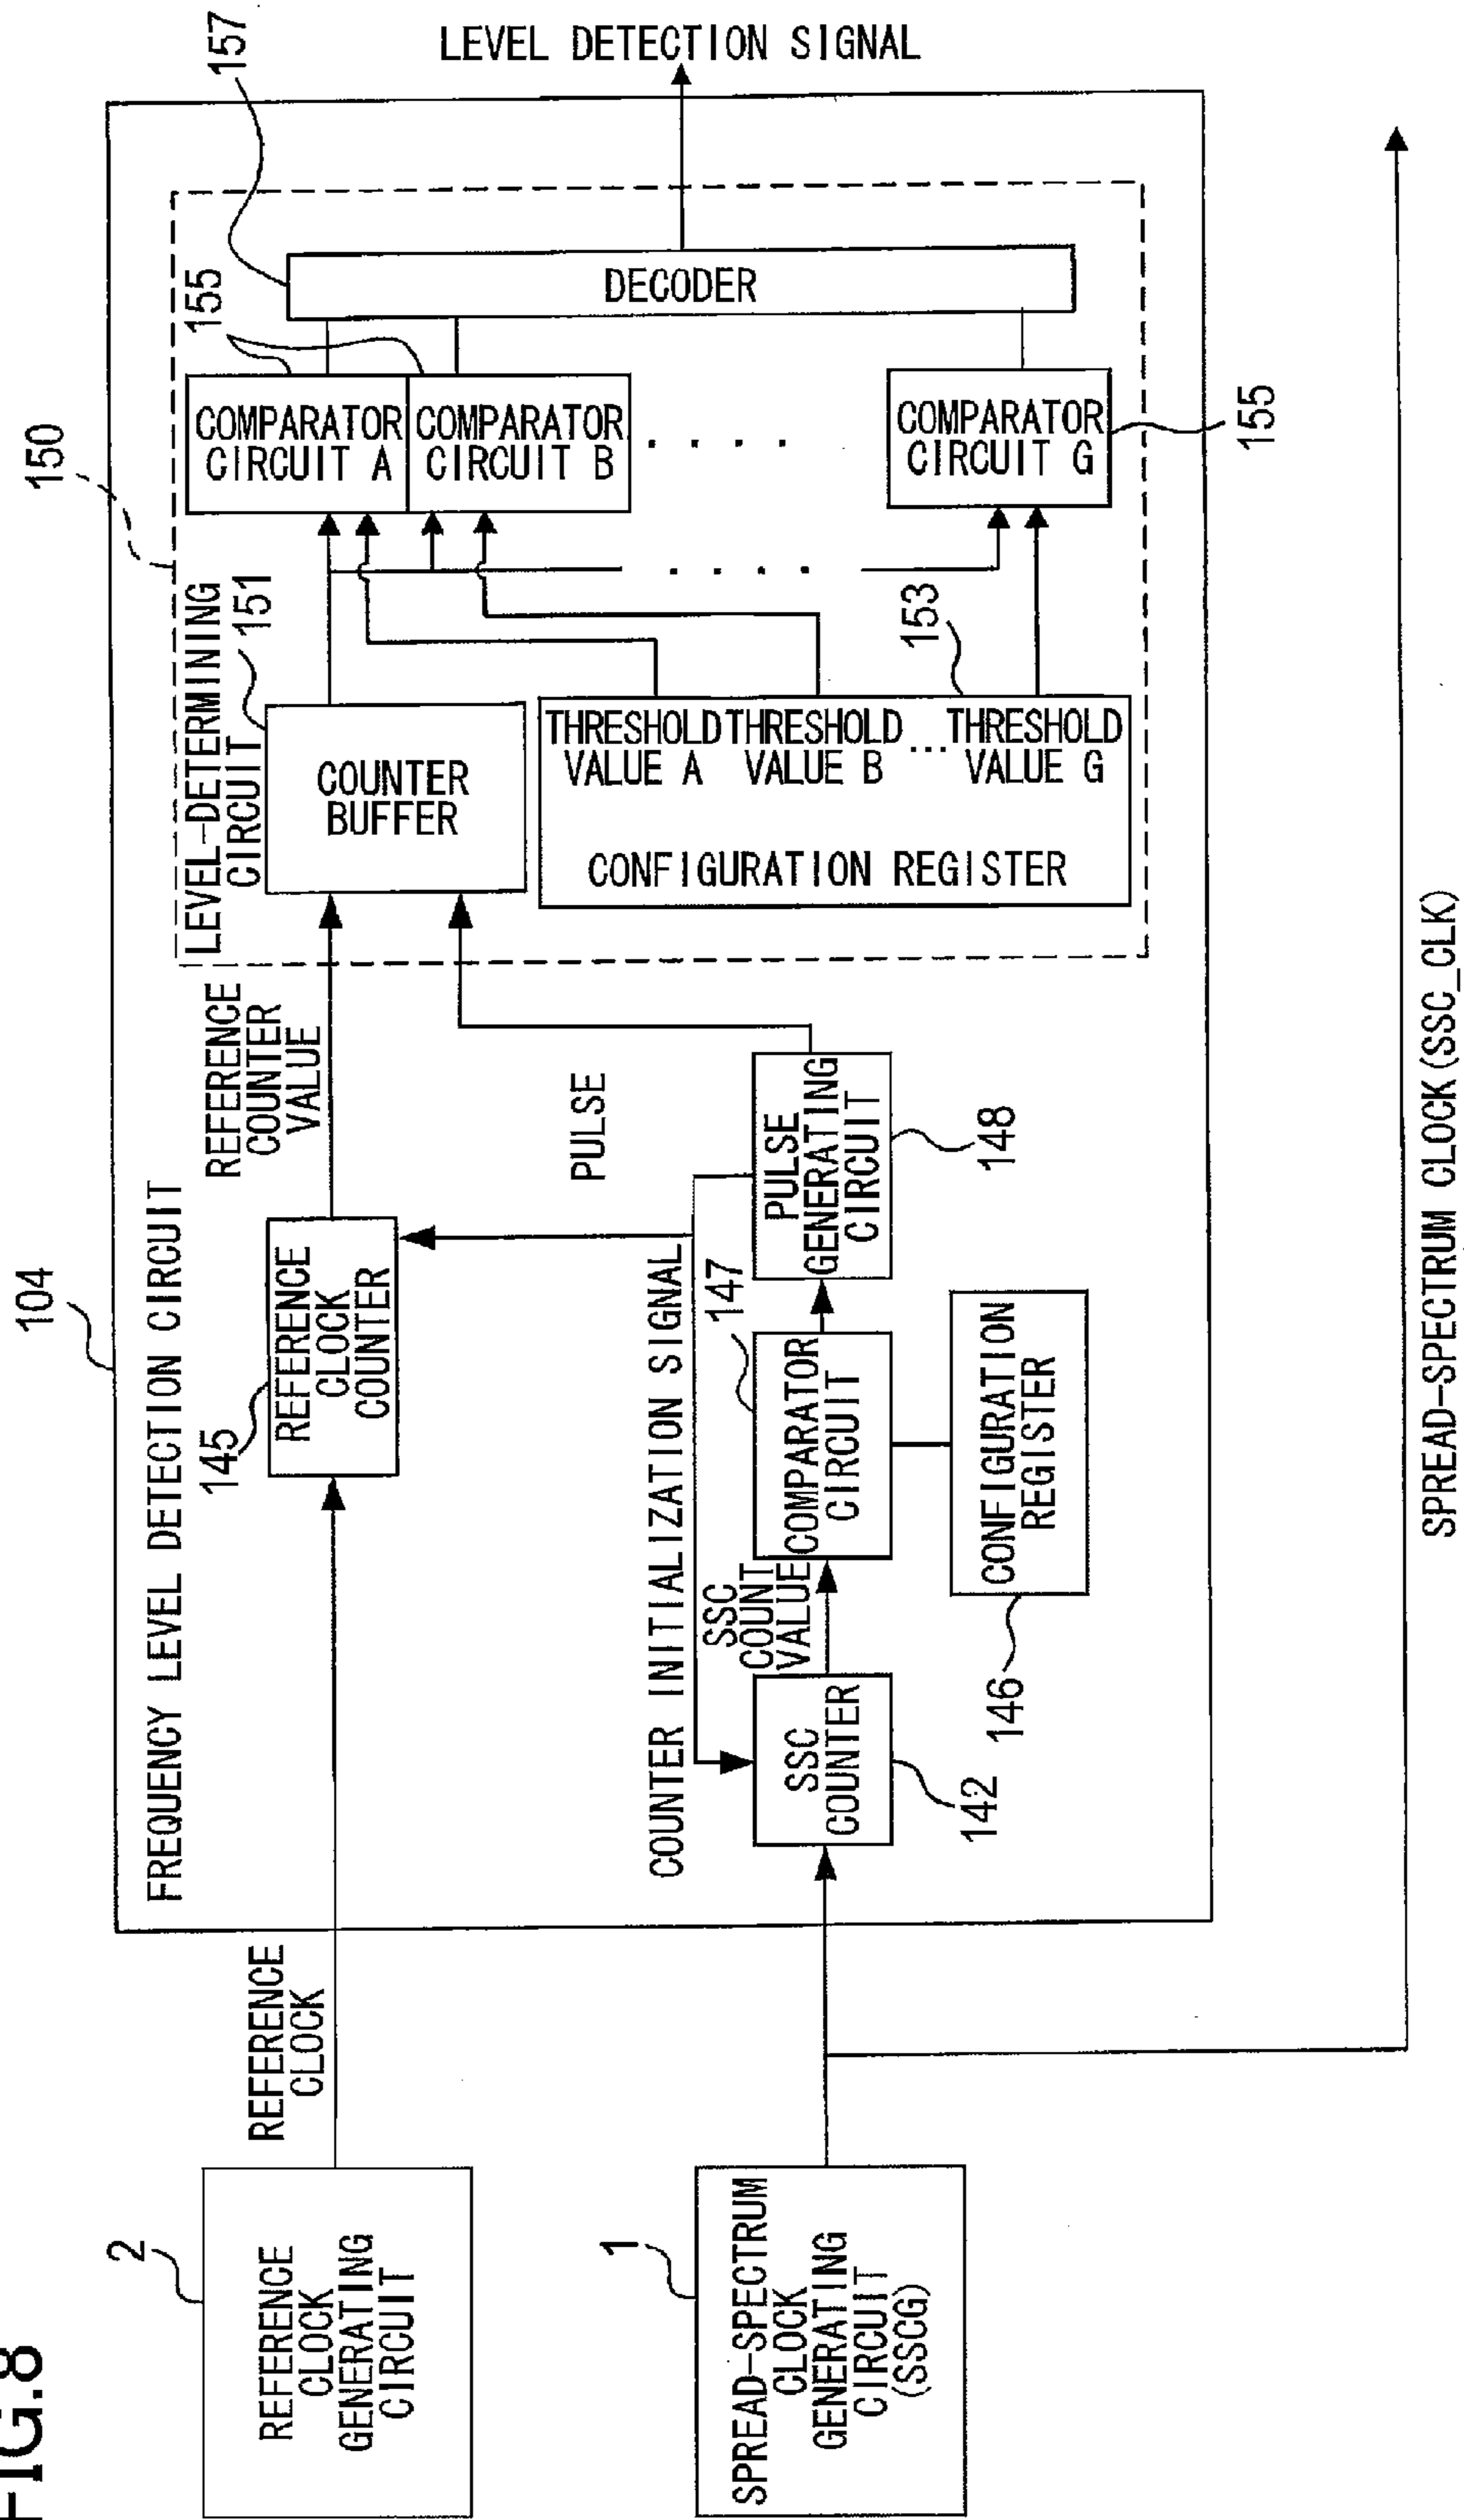 FIG.8
104
FREQUENCY LEVEL DETECTION CIRCUIT
150
LEVEL-DETERMINING
CIRCUIT
151
157
155
2
REFERENCE
CLOCK
GENERATING
CIRCUIT
REFERENCE
CLOCK
145
REFERENCE
CLOCK
COUNTER
REFERENCE
COUNTER
VALUE
COUNTER
BUFFER
COMPARATOR
CIRCUIT A
COMPARATOR
CIRCUIT B
. . . .
COMPARATOR
CIRCUIT G
155
DECODER
LEVEL DETECTION SIGNAL
. . . .
153
THRESHOLD
VALUE A
THRESHOLD
VALUE B
...
THRESHOLD
VALUE G
CONFIGURATION REGISTER
PULSE
COUNTER INITIALIZATION SIGNAL
1
SPREAD-SPECTRUM
CLOCK
GENERATING
CIRCUIT
(SSCG)
SSC
COUNTER
142
SSC
COUNT
VALUE
147
COMPARATOR
CIRCUIT
PULSE
GENERATING
CIRCUIT
148
146
CONFIGURATION
REGISTER
SPREAD-SPECTRUM CLOCK(SSC_CLK)